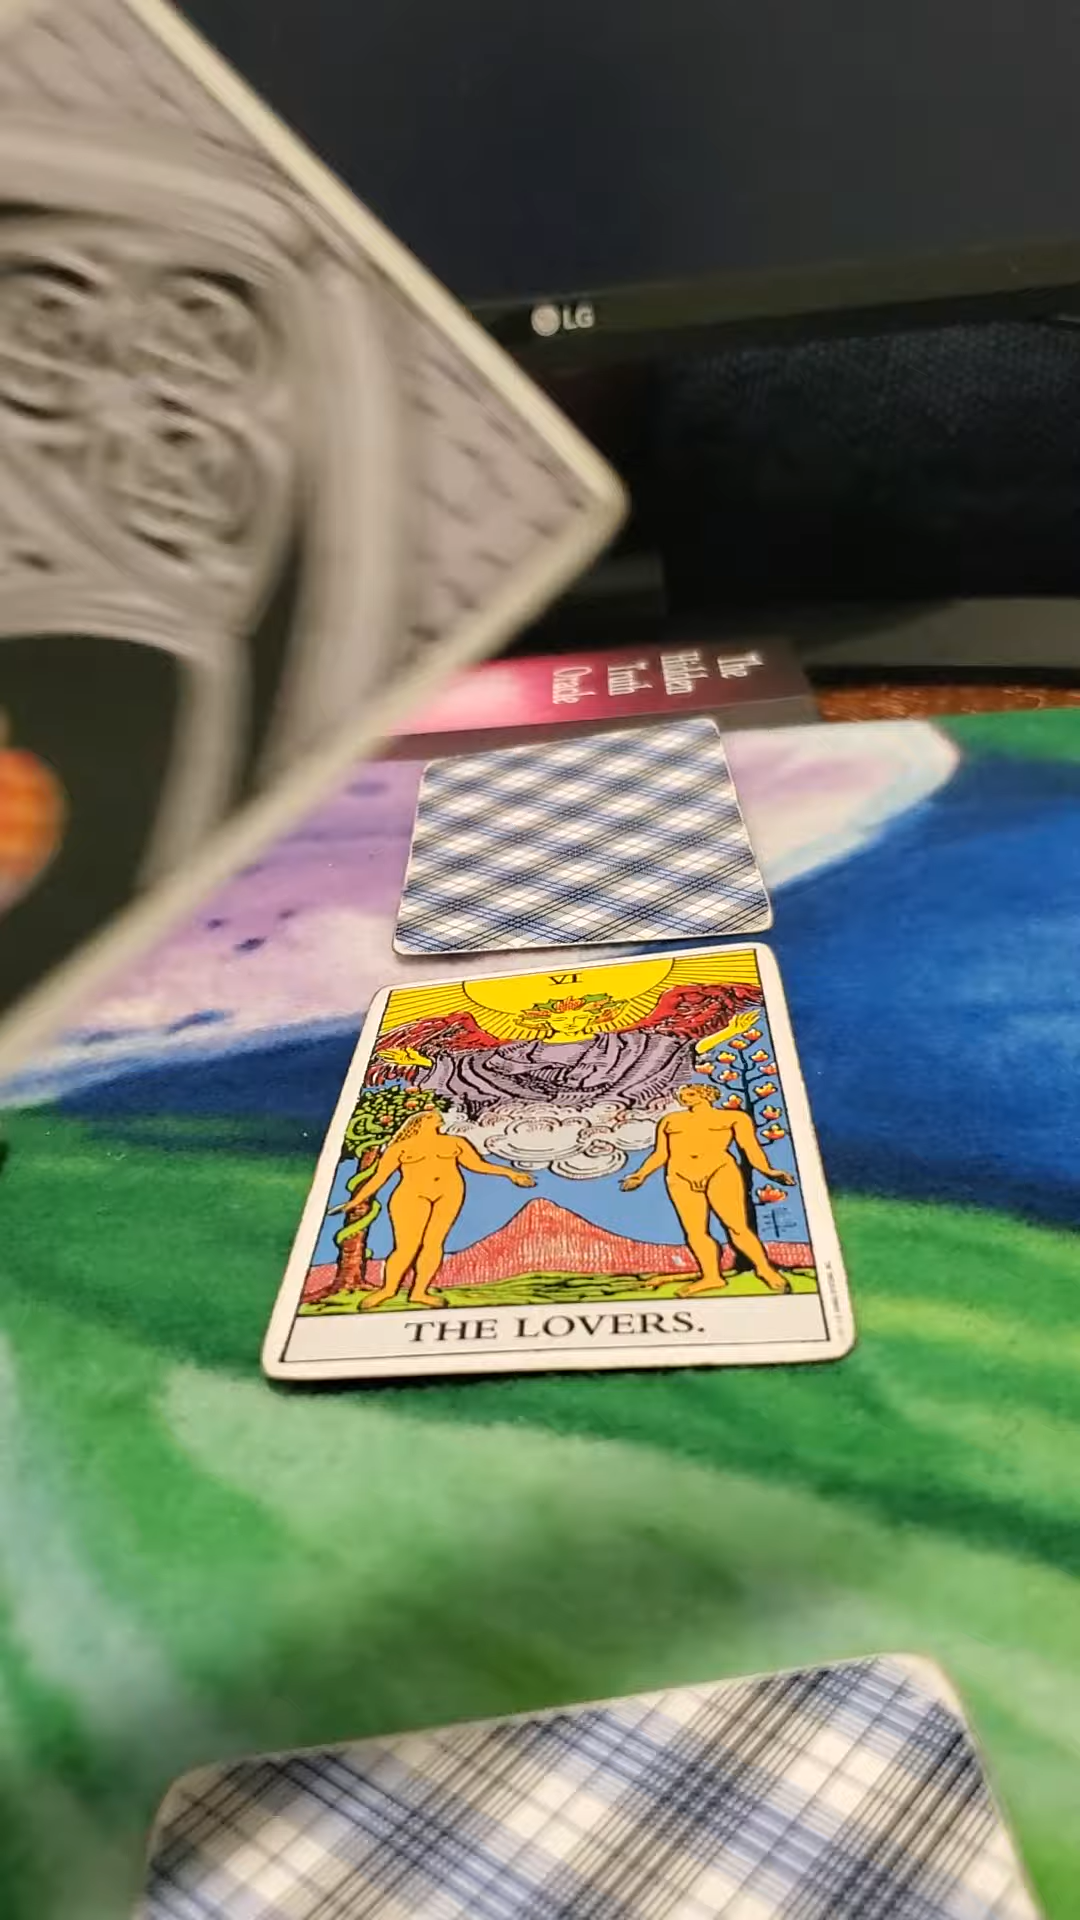 LG
The
Hidden
Truth
Oracle
VI
THE LOVERS.